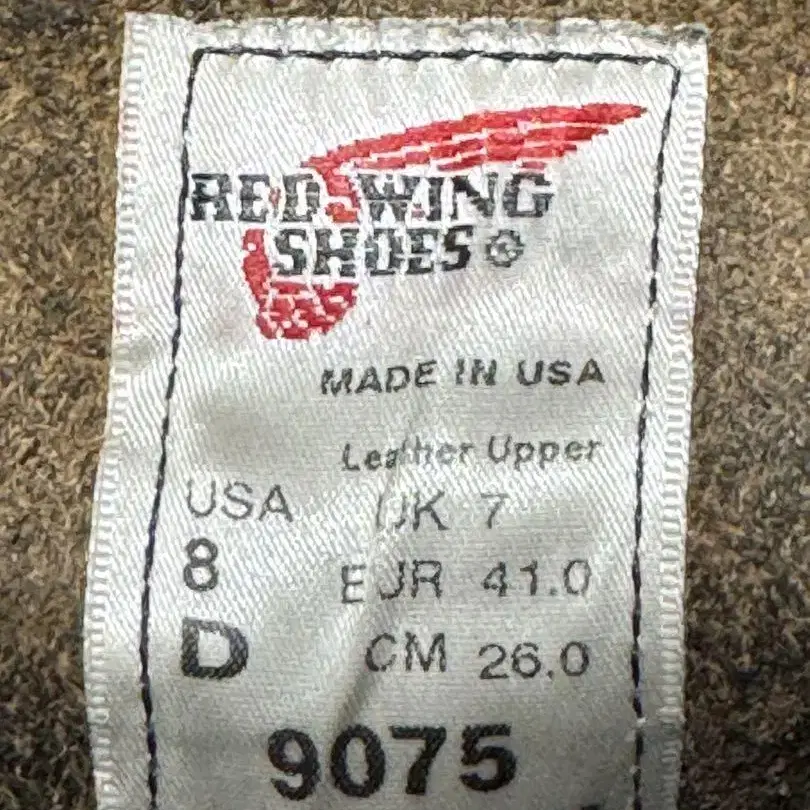 RED WING
SHOES ®
MADE IN USA
Leather Upper
USA UK 7
8 EUR 41.0
D CM 26.0
9075